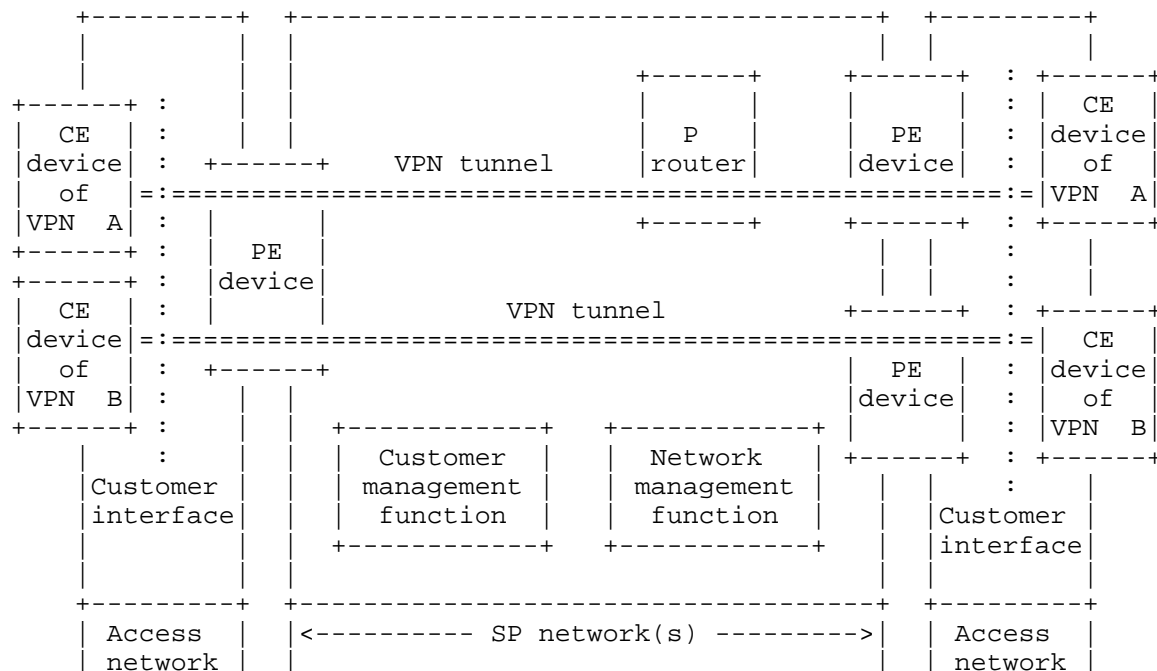 CE
device
of
VPN A
CE
device
of
VPN B
PE
device
VPN tunnel
P
router
PE
device
CE
device
of
VPN A
VPN tunnel
PE
device
CE
device
of
VPN B
Customer
interface
Customer
management
function
Network
management
function
Customer
interface
Access
network
<---------- SP network(s) --------->
Access
network